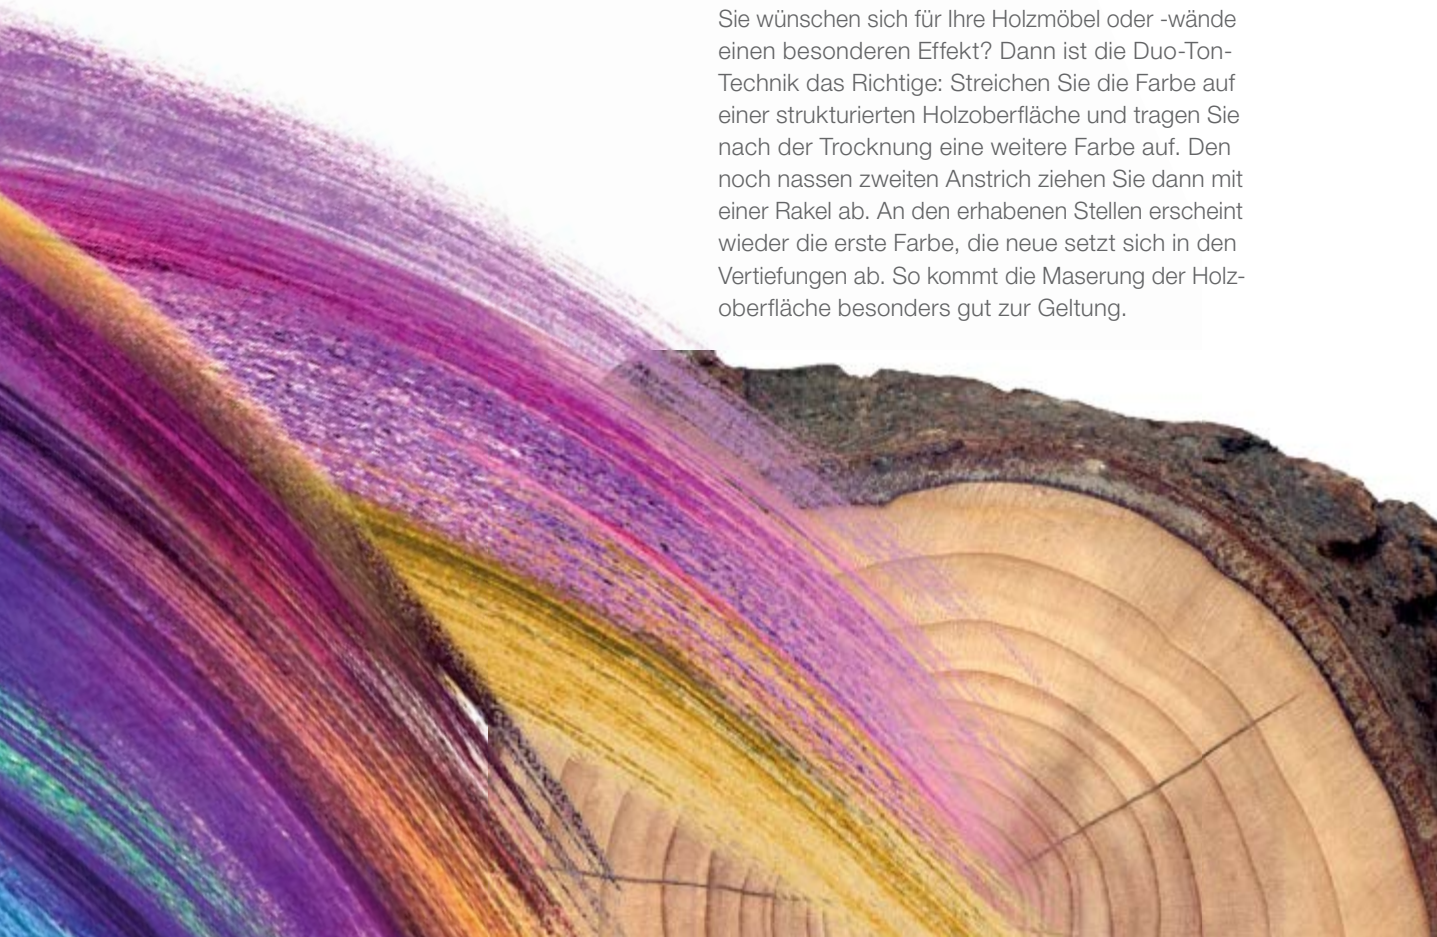 Sie wünschen sich für Ihre Holzmöbel oder -wände
einen besonderen Effekt? Dann ist die Duo-Ton-
Technik das Richtige: Streichen Sie die Farbe auf
einer strukturierten Holzoberfläche und tragen Sie
nach der Trocknung eine weitere Farbe auf. Den
noch nassen zweiten Anstrich ziehen Sie dann mit
einer Rakel ab. An den erhabenen Stellen erscheint
wieder die erste Farbe, die neue setzt sich in den
Vertiefungen ab. So kommt die Maserung der Holz-
oberfläche besonders gut zur Geltung.